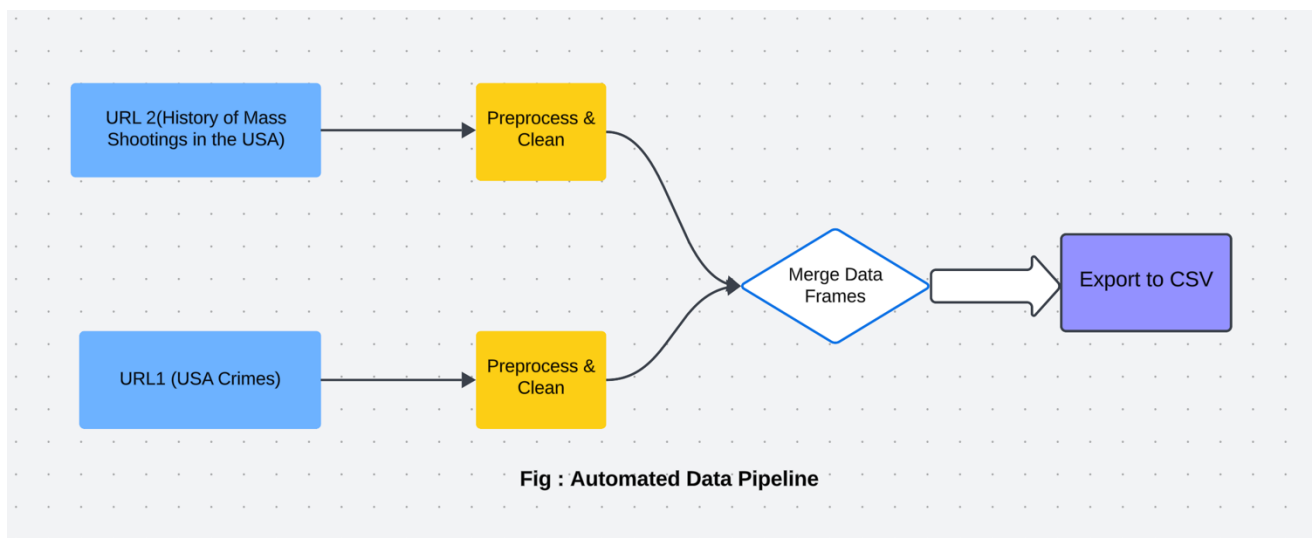 URL 2(History of Mass
Shootings in the USA)
Preprocess &
Clean
Merge Data
Frames
Export to CSV
URL1 (USA Crimes)
Preprocess &
Clean
Fig : Automated Data Pipeline